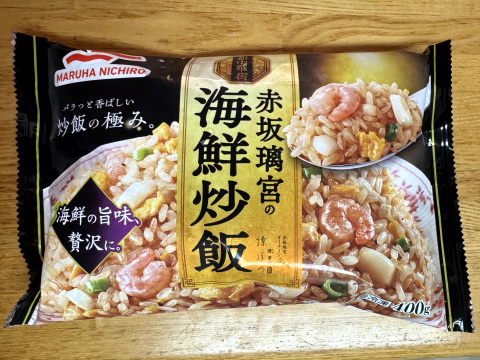 MARUHA NICHIRO
パラっと香ばしい
炒飯の極み。
海鮮の旨味、
贅沢に。
赤坂璃宮の
海鮮炒飯
400g